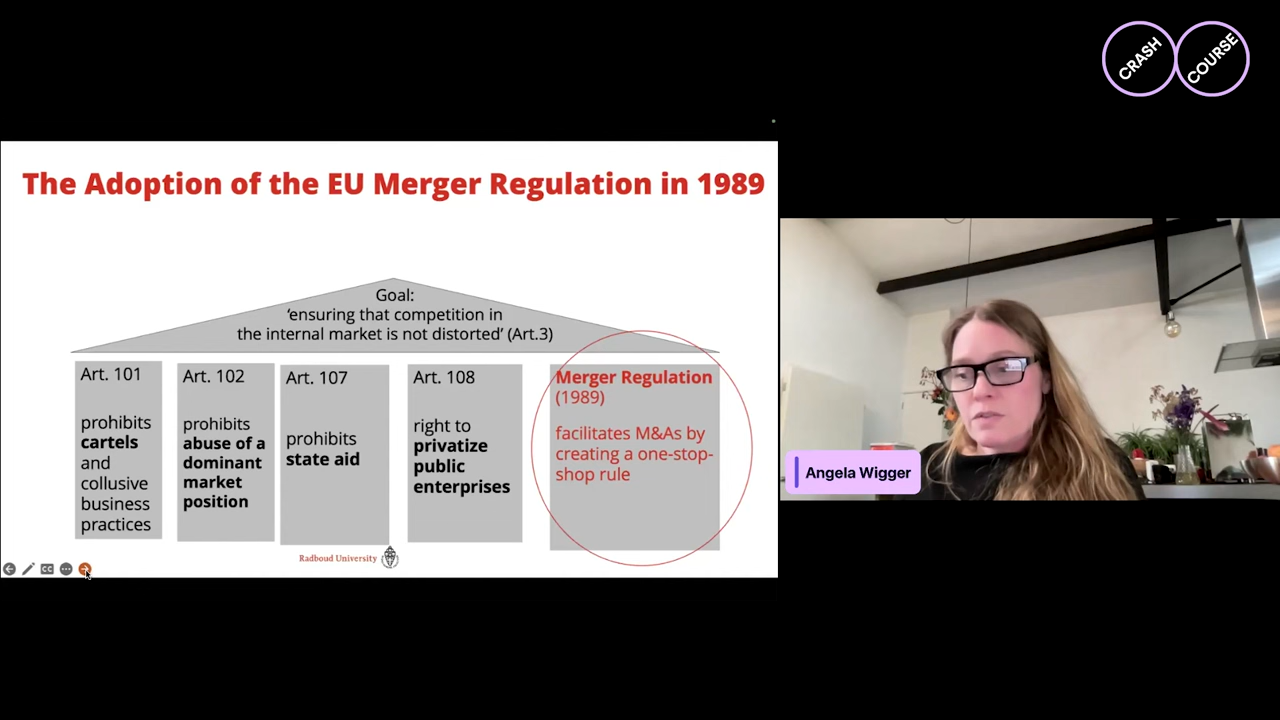 CRASH COURSE
The Adoption of the EU Merger Regulation in 1989
Goal:
‘ensuring that competition in
the internal market is not distorted’ (Art.3)
Art. 101
prohibits
cartels
and
collusive
business
practices
Art. 102
prohibits
abuse of a
dominant
market
position
Art. 107
prohibits
state aid
Art. 108
right to
privatize
public
enterprises
Merger Regulation
(1989)
facilitates M&As by
creating a one-stop-
shop rule
Radboud University
CC
Angela Wigger